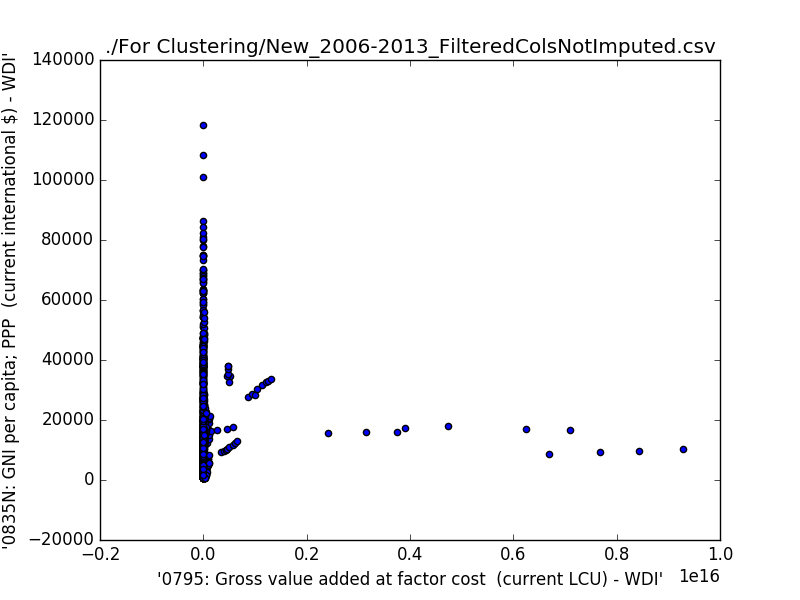 ./For Clustering/New_2006-2013_FilteredColsNotImputed.csv
'0835N: GNI per capita; PPP  (current international $) - WDI'
140000
120000
100000
80000
60000
40000
20000
0
−20000
−0.2 0.0 0.2 0.4 0.6 0.8 1.0
1e16
'0795: Gross value added at factor cost  (current LCU) - WDI'